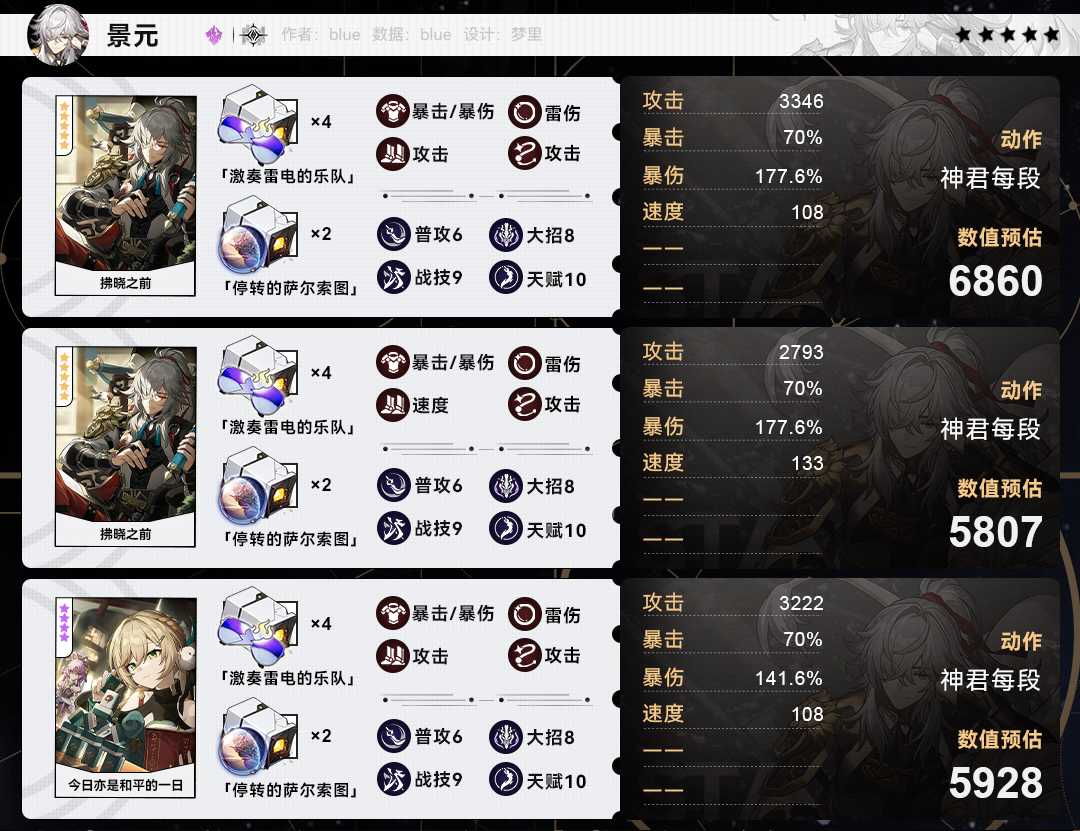 景元
作者: blue 数据: blue 设计: 梦里
拂晓之前
×4
「激奏雷电的乐队」
×2
「停转的萨尔索图」
暴击/暴伤 雷伤
攻击 攻击
普攻6 大招8
战技9 天赋10
攻击 3346
暴击 70%
暴伤 177.6%
速度 108
——
——
动作
神君每段
数值预估
6860
拂晓之前
×4
「激奏雷电的乐队」
×2
「停转的萨尔索图」
暴击/暴伤 雷伤
速度 攻击
普攻6 大招8
战技9 天赋10
攻击 2793
暴击 70%
暴伤 177.6%
速度 133
——
——
动作
神君每段
数值预估
5807
今日亦是和平的一日
×4
「激奏雷电的乐队」
×2
「停转的萨尔索图」
暴击/暴伤 雷伤
攻击 攻击
普攻6 大招8
战技9 天赋10
攻击 3222
暴击 70%
暴伤 141.6%
速度 108
——
——
动作
神君每段
数值预估
5928